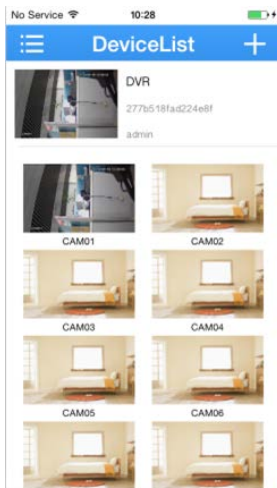 No Service 10:28
DeviceList
DVR
277b518fad224e8f
admin
CAM01 CAM02
CAM03 CAM04
CAM05 CAM06